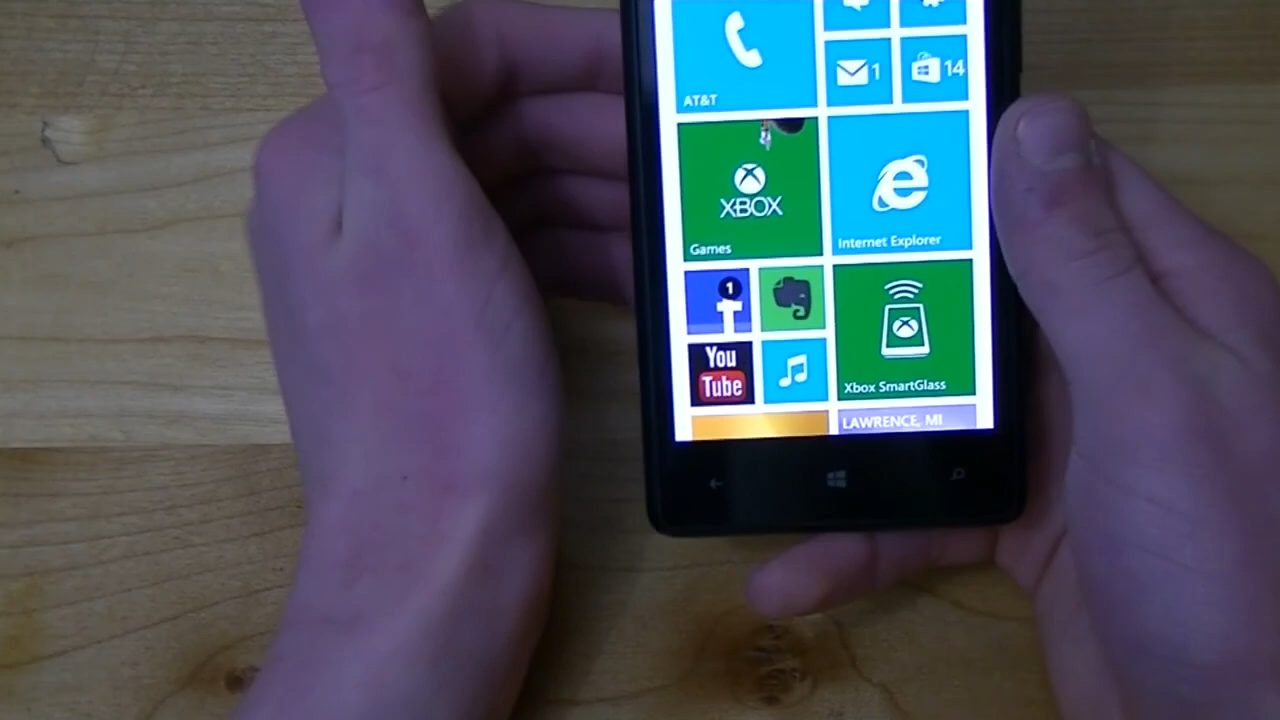 1
14
AT&T
XBOX
Games
Internet Explorer
1
You
Tube
Xbox SmartGlass
LAWRENCE, MI